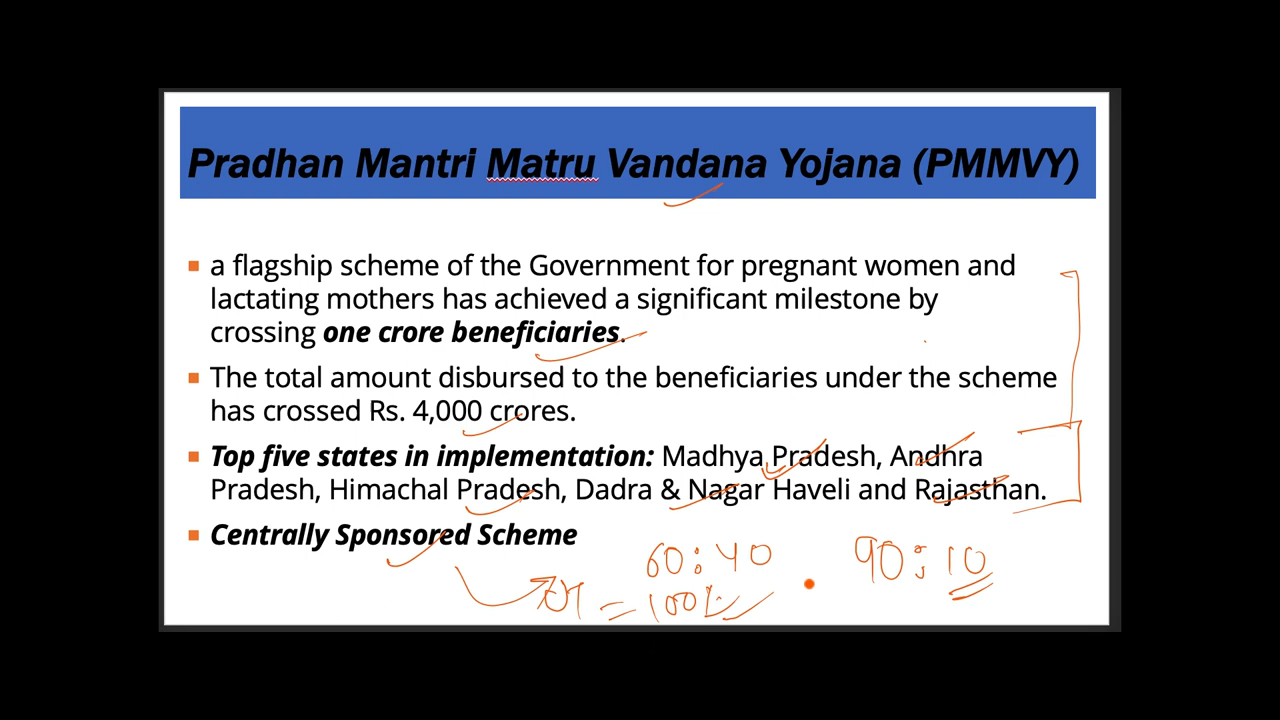 Pradhan Mantri Matru Vandana Yojana (PMMVY)
a flagship scheme of the Government for pregnant women and
lactating mothers has achieved a significant milestone by
crossing one crore beneficiaries.
The total amount disbursed to the beneficiaries under the scheme
has crossed Rs. 4,000 crores.
Top five states in implementation: Madhya Pradesh, Andhra
Pradesh, Himachal Pradesh, Dadra & Nagar Haveli and Rajasthan.
Centrally Sponsored Scheme
60:40 90:10
= 100%